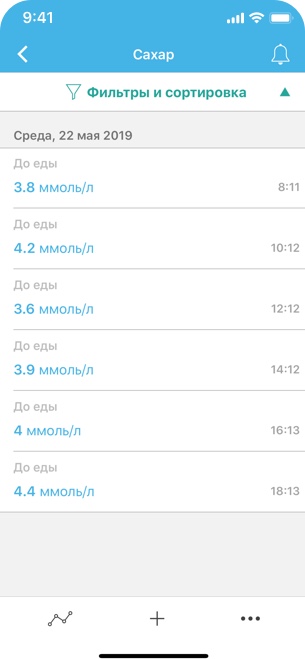 9:41
Сахар
Фильтры и сортировка
Среда, 22 мая 2019
До еды
3.8 ммоль/л 8:11
До еды
4.2 ммоль/л 10:12
До еды
3.6 ммоль/л 12:12
До еды
3.9 ммоль/л 14:12
До еды
4 ммоль/л 16:13
До еды
4.4 ммоль/л 18:13